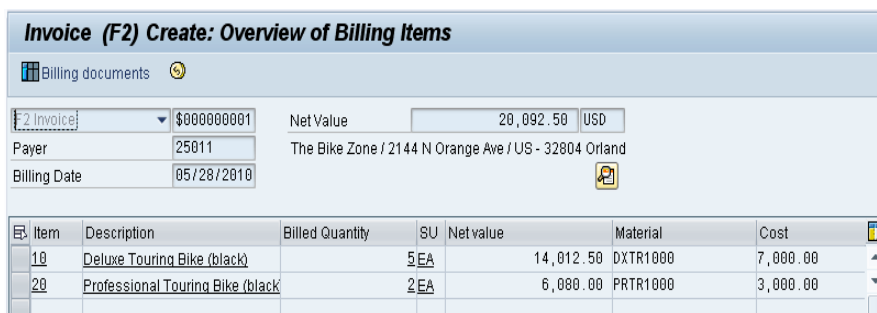 Invoice (F2) Create: Overview of Billing Items
Billing documents
F2 Invoice $000000001 Net Value 20,092.50 USD
Payer 25011 The Bike Zone / 2144 N Orange Ave / US - 32804 Orland
Billing Date 05/28/2010
Item Description Billed Quantity SU Net value Material Cost
10 Deluxe Touring Bike (black) 5 EA 14,012.50 DXTR1000 7,000.00
20 Professional Touring Bike (black 2 EA 6,080.00 PRTR1000 3,000.00